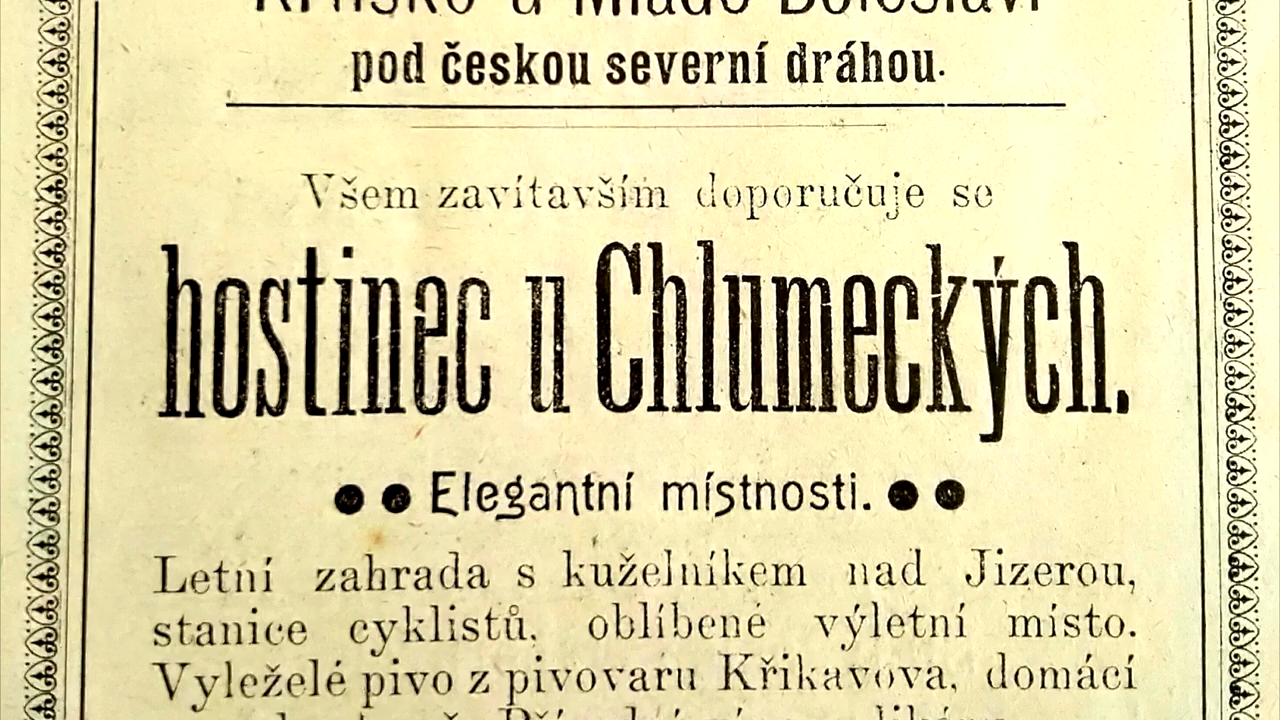 pod českou severní dráhou.
Všem zavítavším doporučuje se
hostinec u Chlumeckých.
Elegantní místnosti.
Letní zahrada s kuželníkem nad Jizerou,
stanice cyklistů, oblíbené výletní místo.
Vyleželé pivo z pivovaru Křikavova, domácí